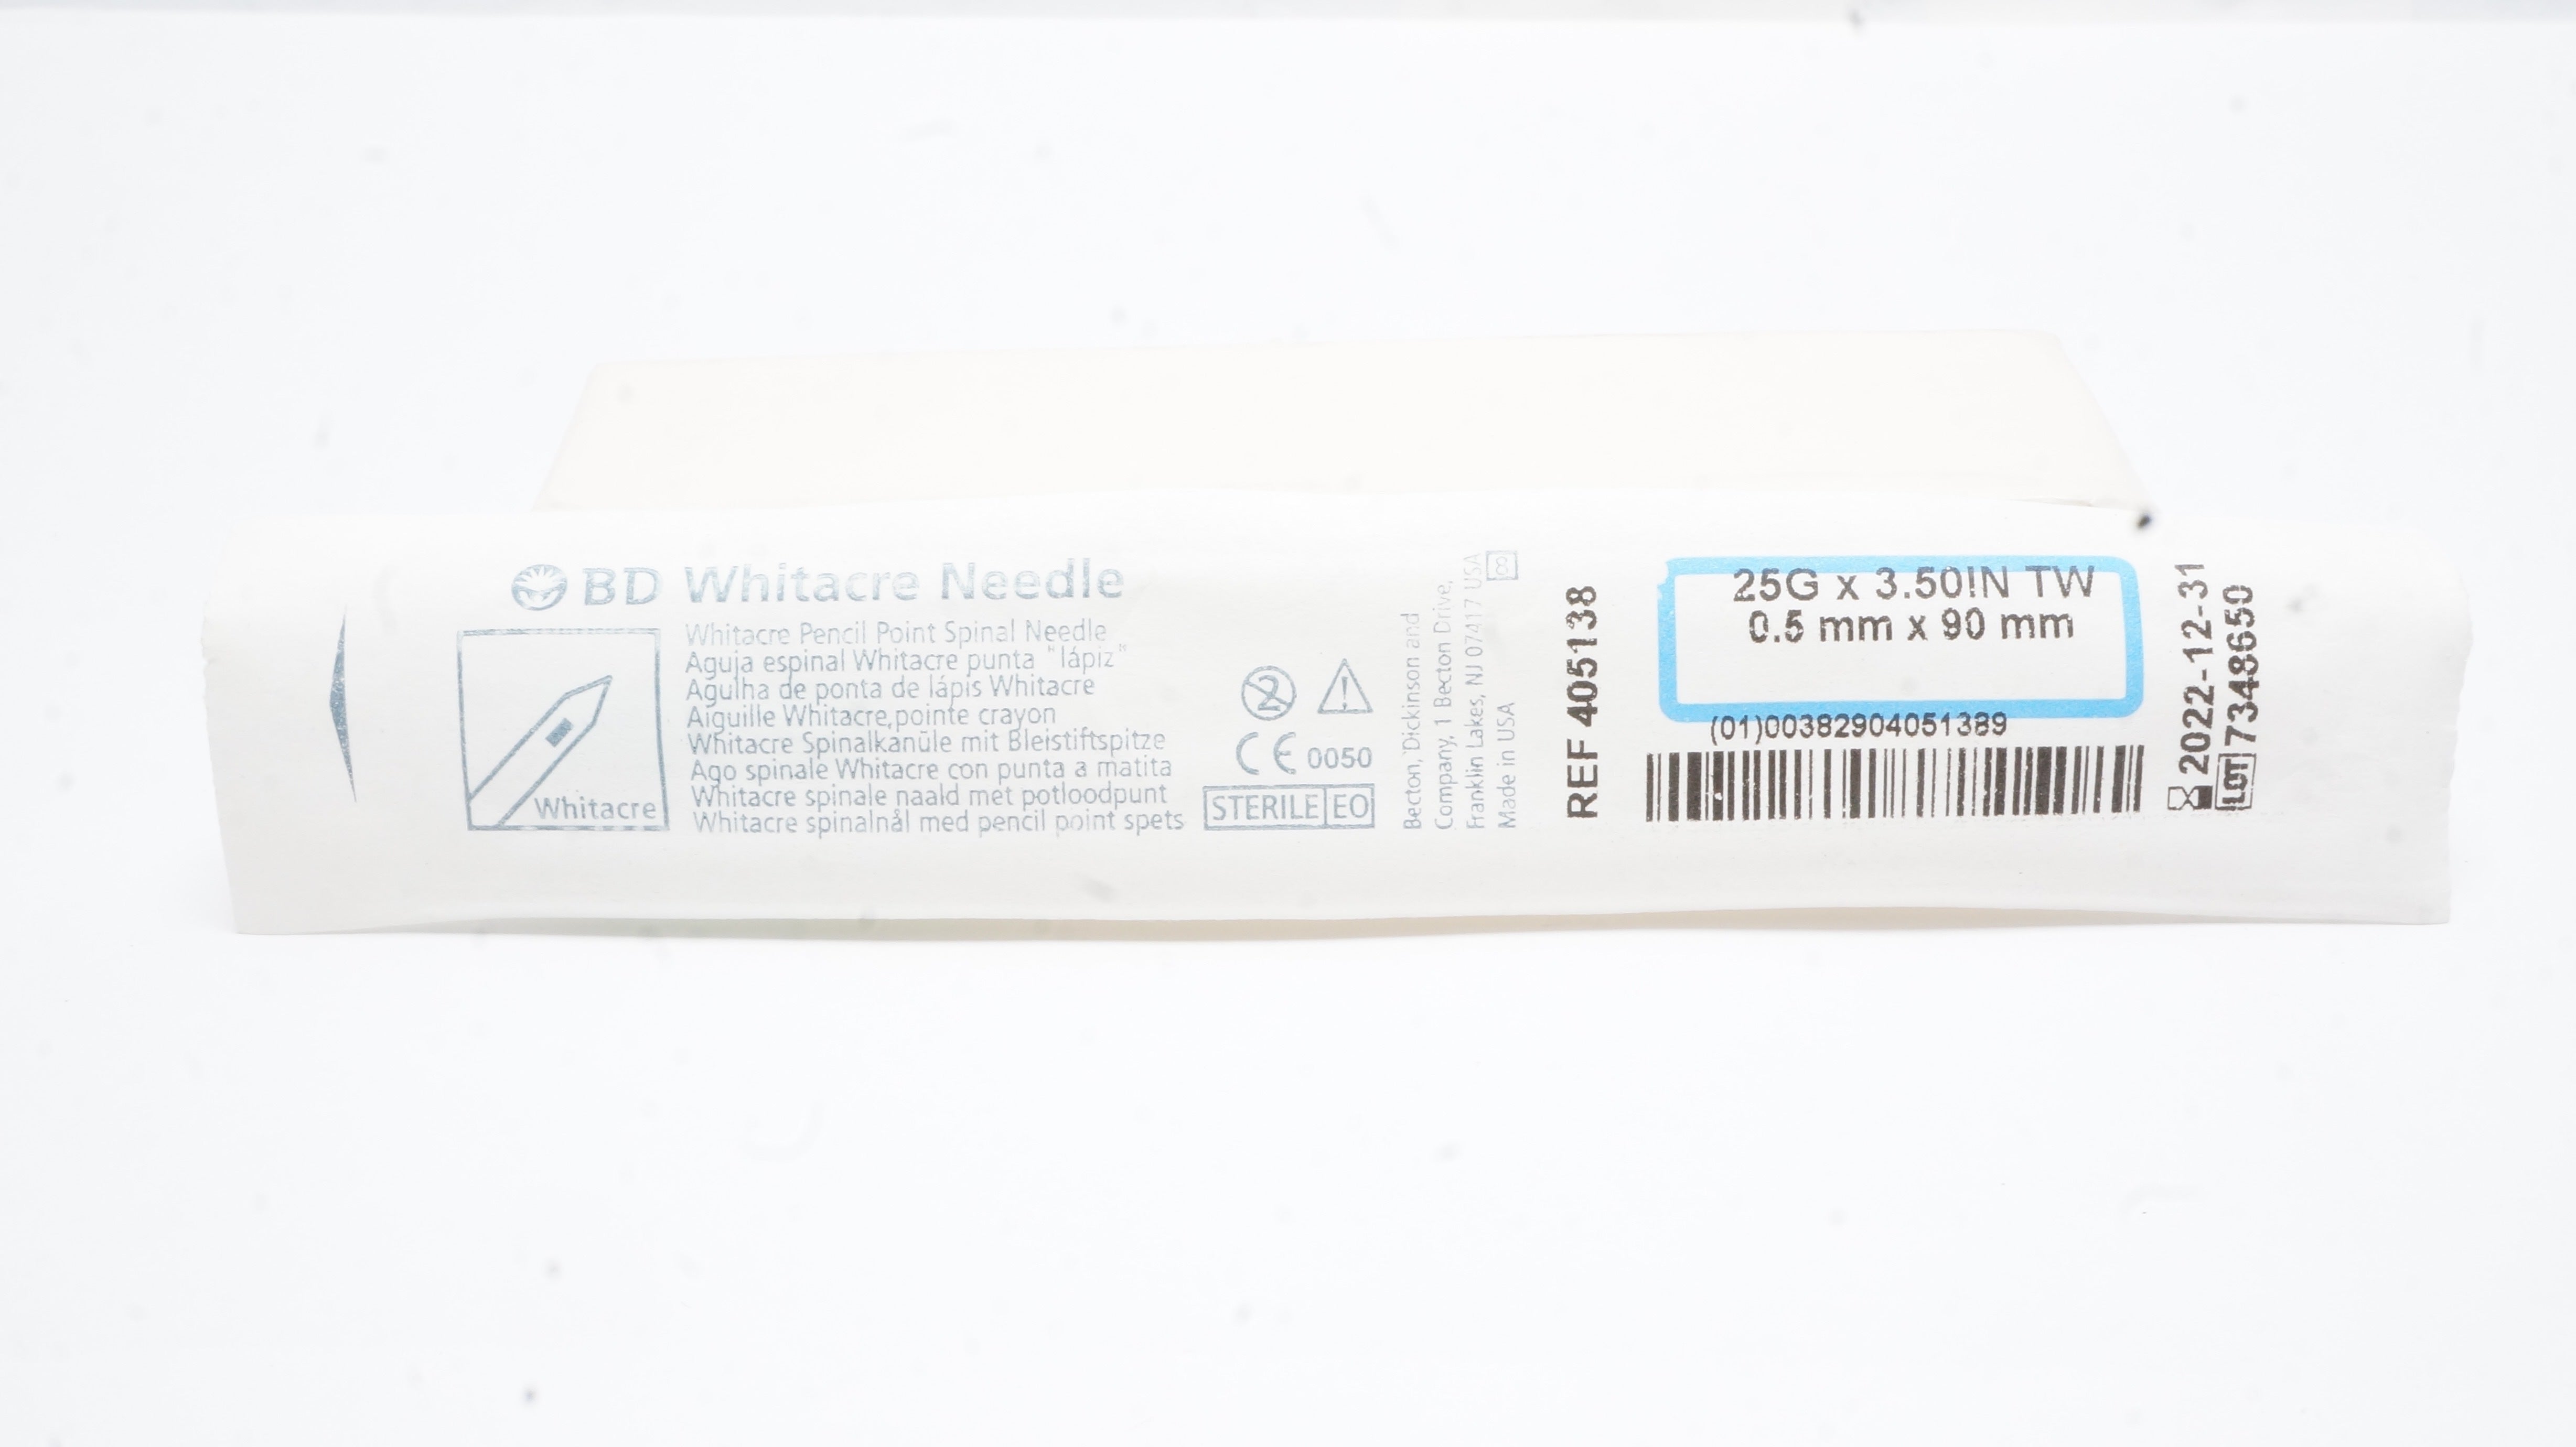 BD Whitacre Needle
Whitacre
Whitacre Pencil Point Spinal Needle
Aguja espinal Whitacre punta "lápiz"
Agulha de ponta de lápis Whitacre
Aiguille Whitacre, pointe crayon
Whitacre Spinalkanüle mit Bleistiftspitze
Ago spinale Whitacre con punta a matita
Whitacre spinale naald met potloodpunt
Whitacre spinalnål med pencil point spets
2
CE 0050
STERILE EO
Becton, Dickinson and
Company, 1 Becton Drive,
Franklin Lakes, NJ 07417 USA
Made in USA
8
REF 405138
25G x 3.50IN TW
0.5 mm x 90 mm
(01)00382904051389
2022-12-31
LOT 7348659